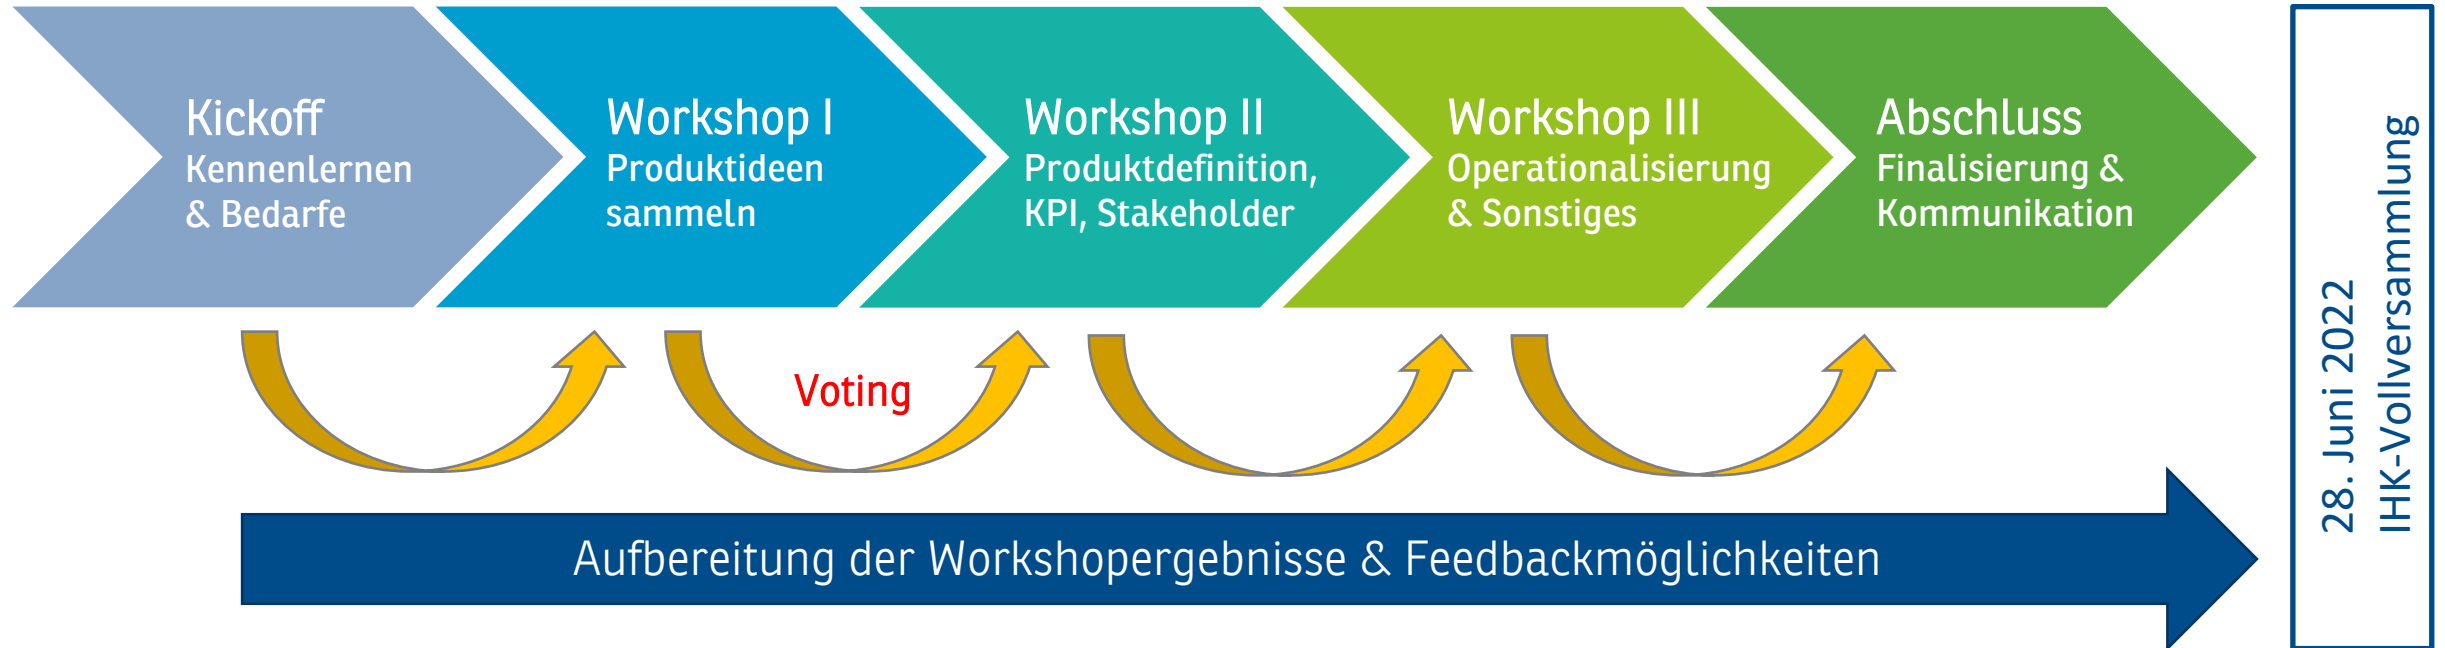 Kickoff
Kennenlernen
& Bedarfe
Workshop I
Produktideen
sammeln
Workshop II
Produktdefinition,
KPI, Stakeholder
Workshop III
Operationalisierung
& Sonstiges
Abschluss
Finalisierung &
Kommunikation
Voting
Aufbereitung der Workshopergebnisse & Feedbackmöglichkeiten
28. Juni 2022
IHK-Vollversammlung